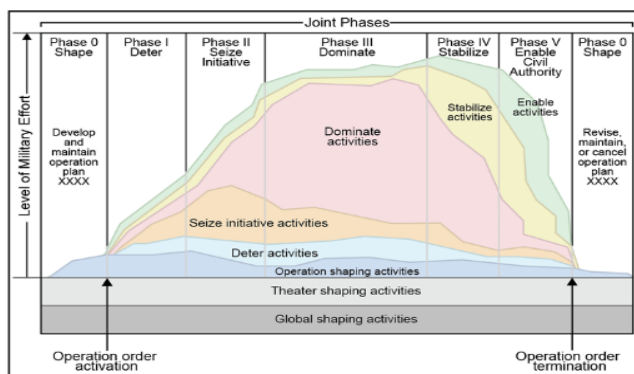 Joint Phases
Phase 0
Shape
Phase I
Deter
Phase II
Seize
Initiative
Phase III
Dominate
Phase IV
Stabilize
Phase V
Enable
Civil
Authority
Phase 0
Shape
Level of Military Effort
Develop
and
maintain
operation
plan
XXXX
Dominate
activities
Stabilize
activities
Enable
activities
Revise,
maintain,
or cancel
operation
plan
XXXX
Seize initiative activities
Deter activities
Operation shaping activities
Theater shaping activities
Global shaping activities
Operation order
activation
Operation order
termination